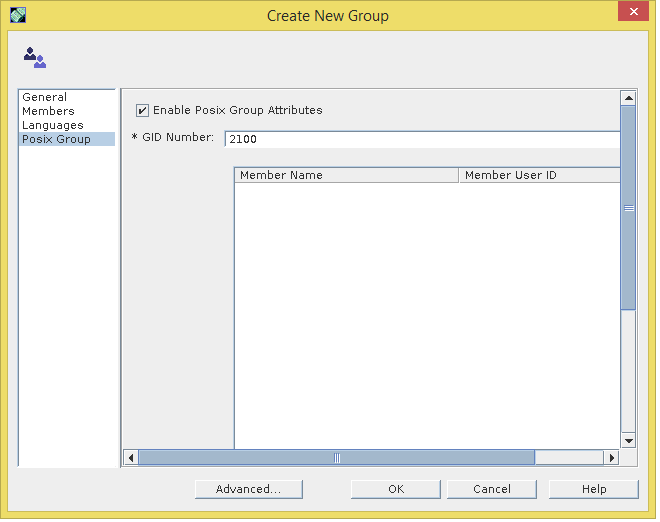 Create New Group
General
Members
Languages
Posix Group
Enable Posix Group Attributes
* GID Number: 2100
Member Name Member User ID
Advanced... OK Cancel Help